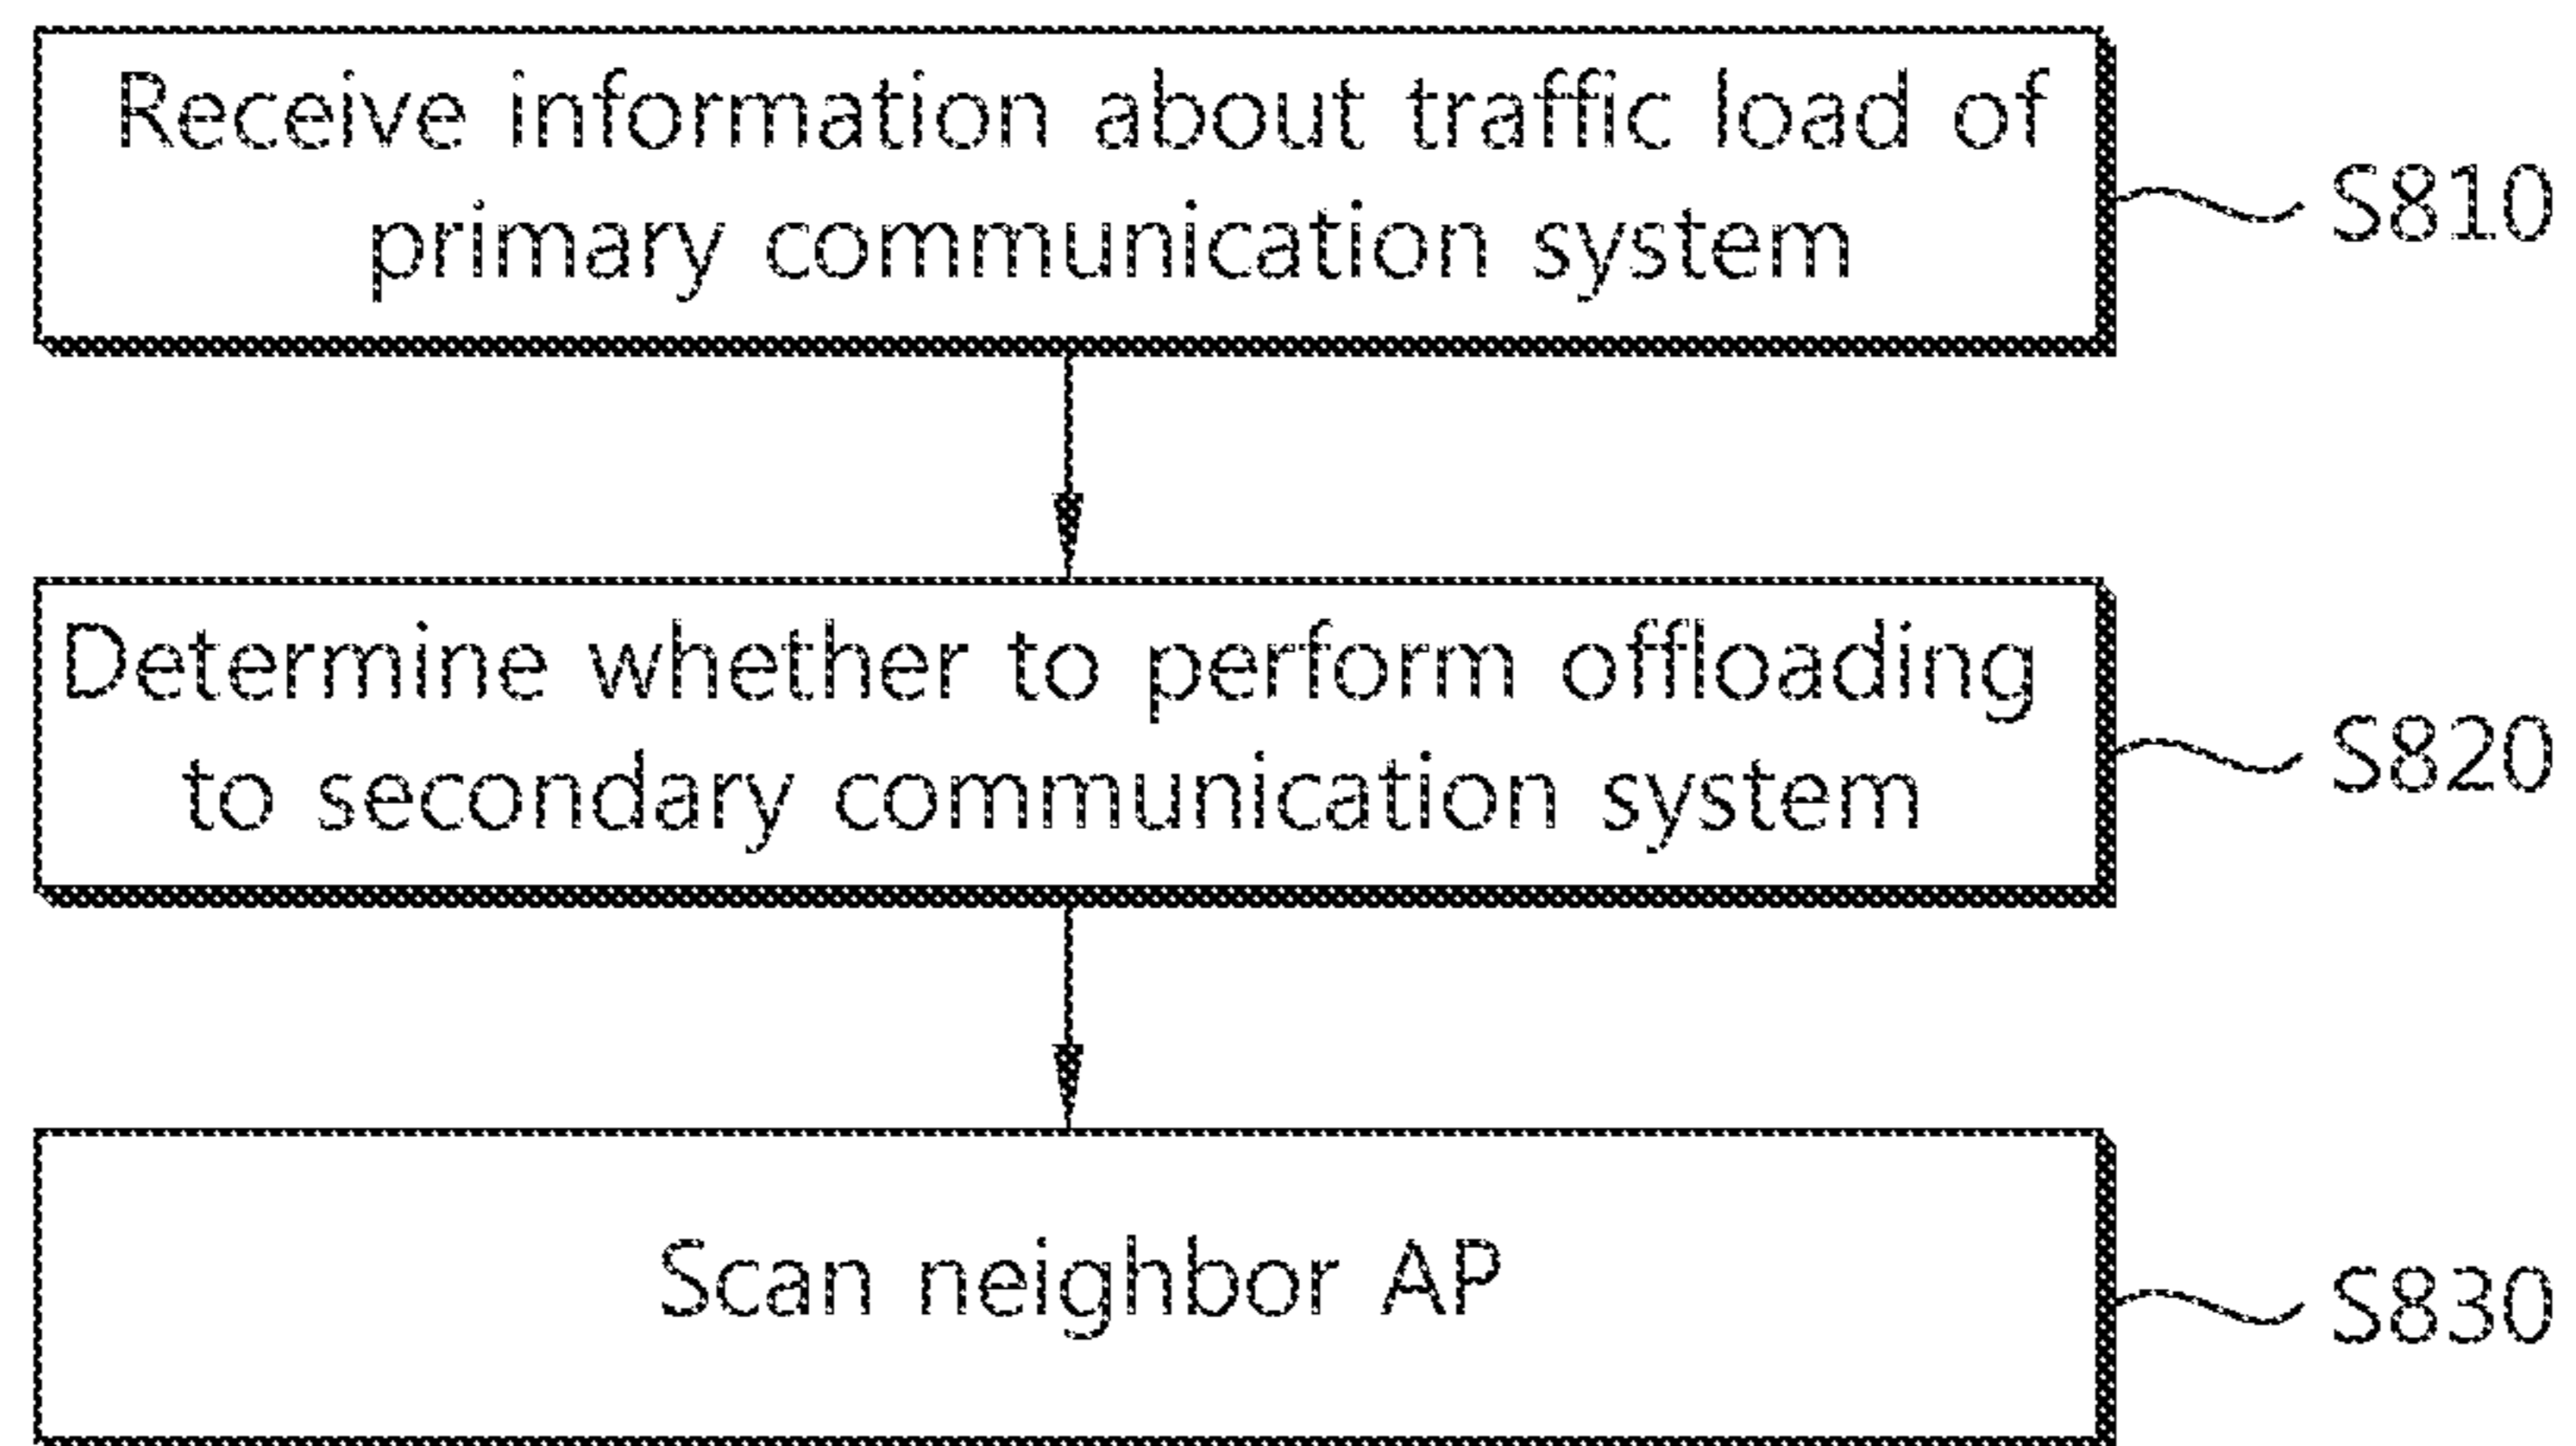 Receive information about traffic load of
primary communication system
S810
Determine whether to perform offloading
to secondary communication system
S820
Scan neighbor AP
S830